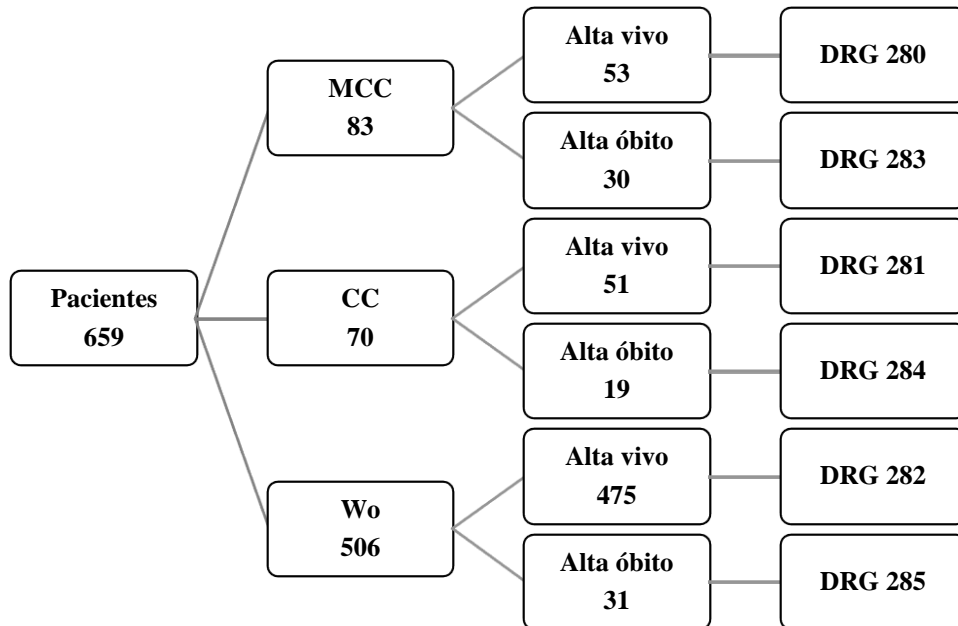 Pacientes
659
MCC
83
Alta vivo
53
DRG 280
Alta óbito
30
DRG 283
CC
70
Alta vivo
51
DRG 281
Alta óbito
19
DRG 284
Wo
506
Alta vivo
475
DRG 282
Alta óbito
31
DRG 285